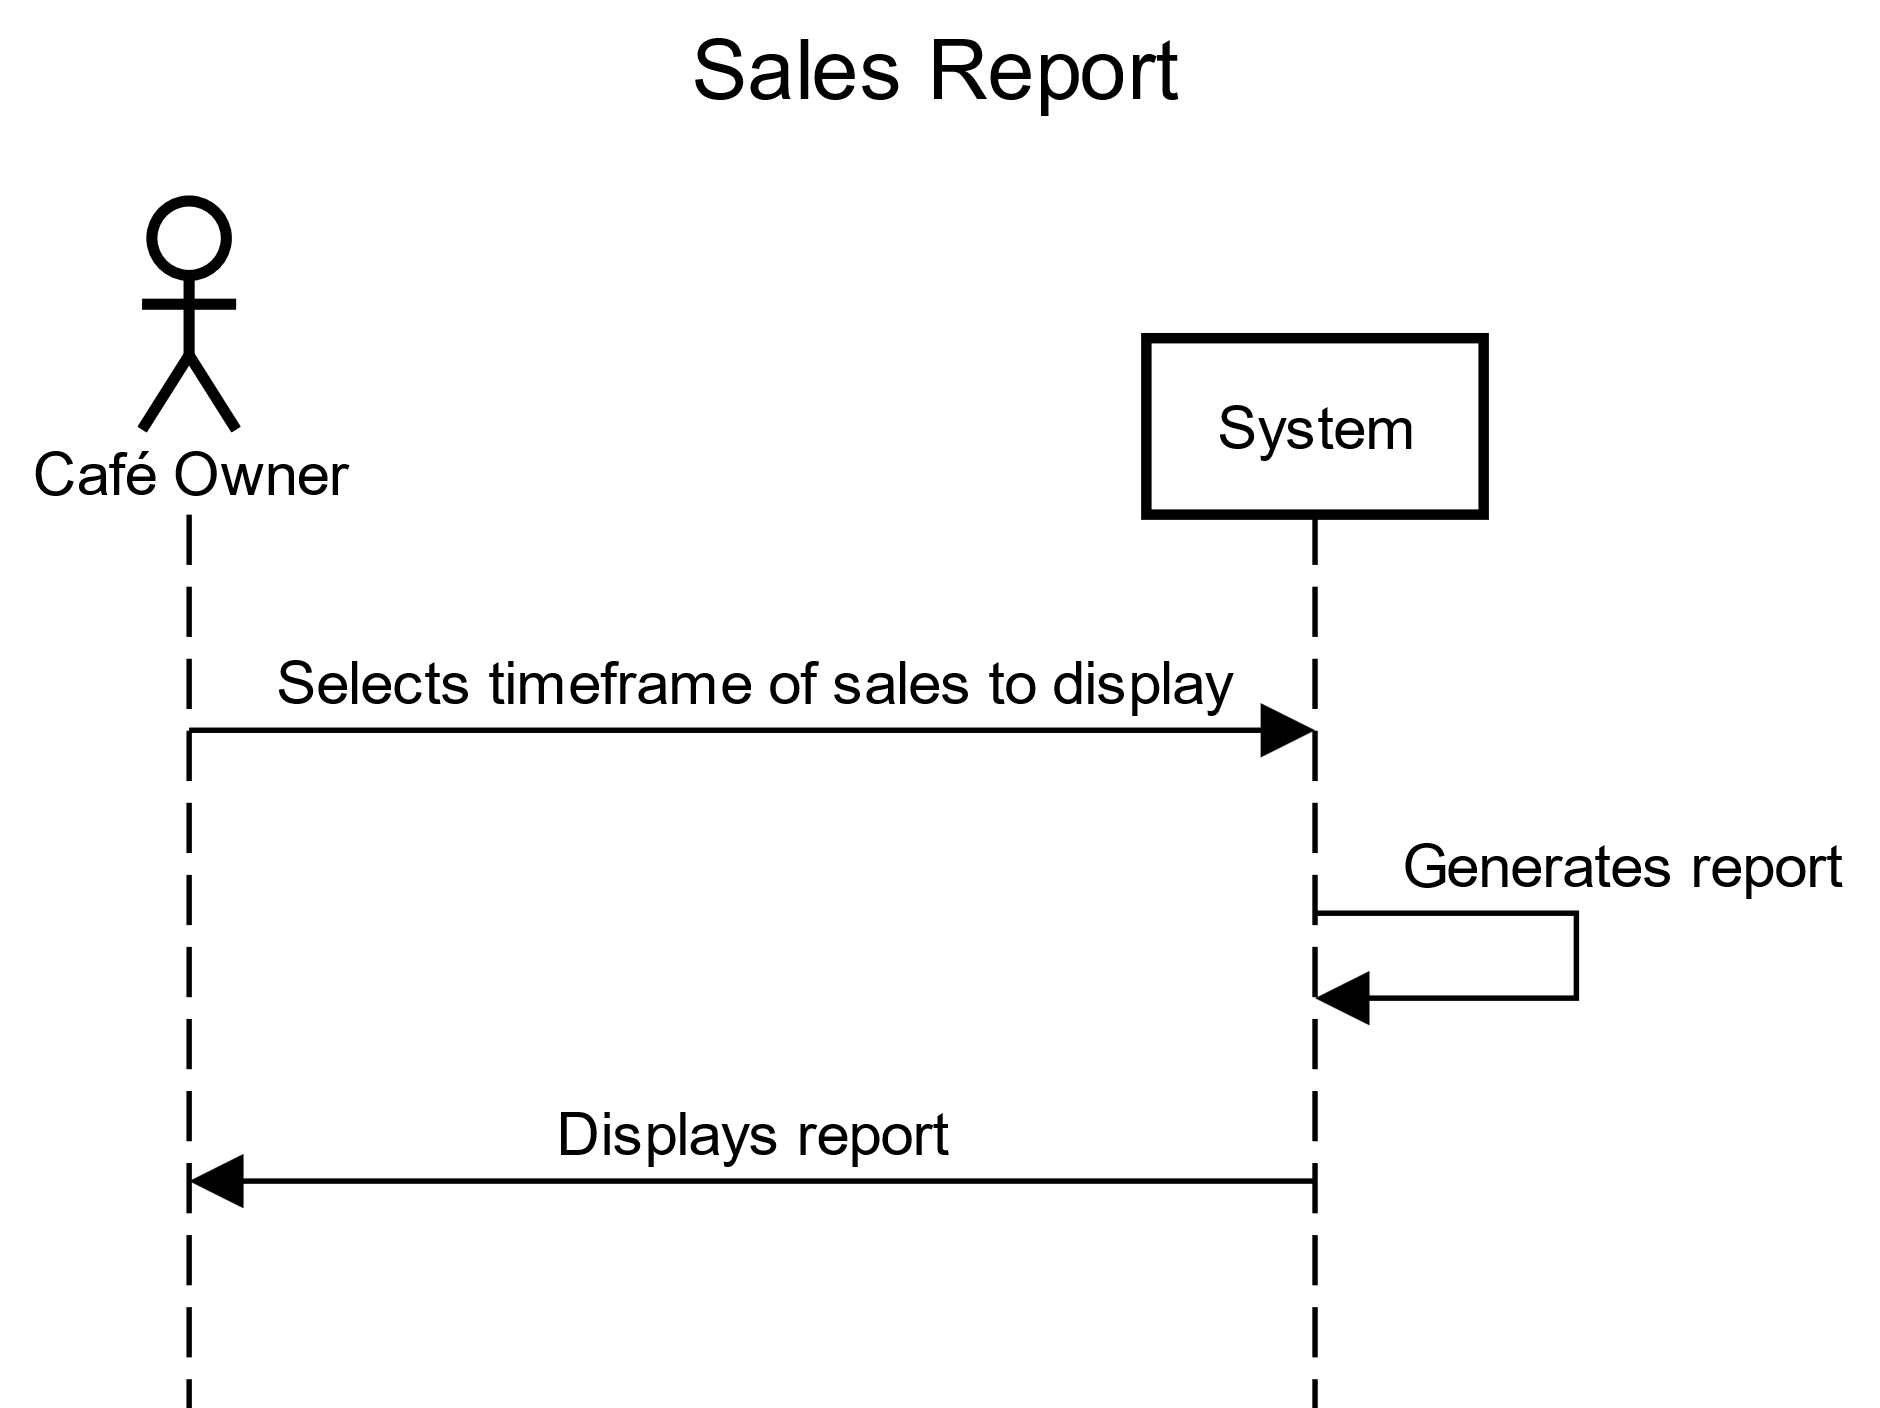 Sales Report
Café Owner
System
Selects timeframe of sales to display
Generates report
Displays report